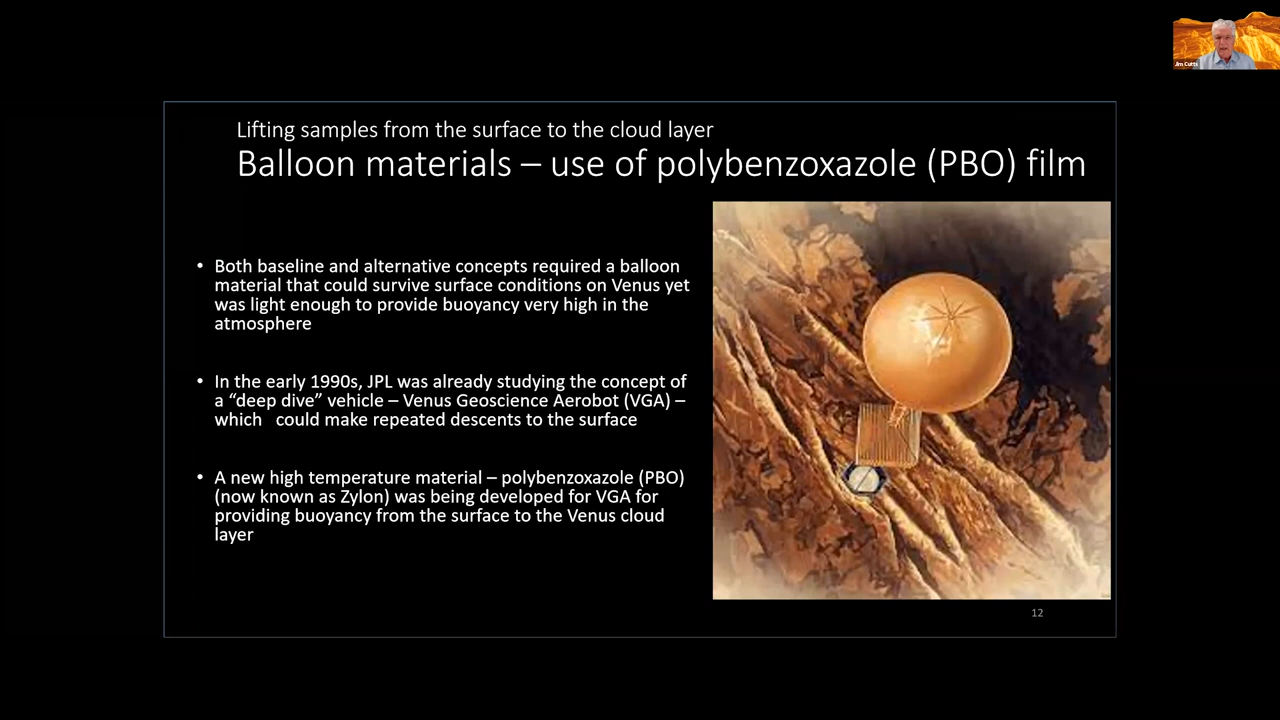 Jim Cutts
Lifting samples from the surface to the cloud layer
Balloon materials – use of polybenzoxazole (PBO) film
• Both baseline and alternative concepts required a balloon
material that could survive surface conditions on Venus yet
was light enough to provide buoyancy very high in the
atmosphere
• In the early 1990s, JPL was already studying the concept of
a “deep dive” vehicle – Venus Geoscience Aerobot (VGA) –
which could make repeated descents to the surface
• A new high temperature material – polybenzoxazole (PBO)
(now known as Zylon) was being developed for VGA for
providing buoyancy from the surface to the Venus cloud
layer
12